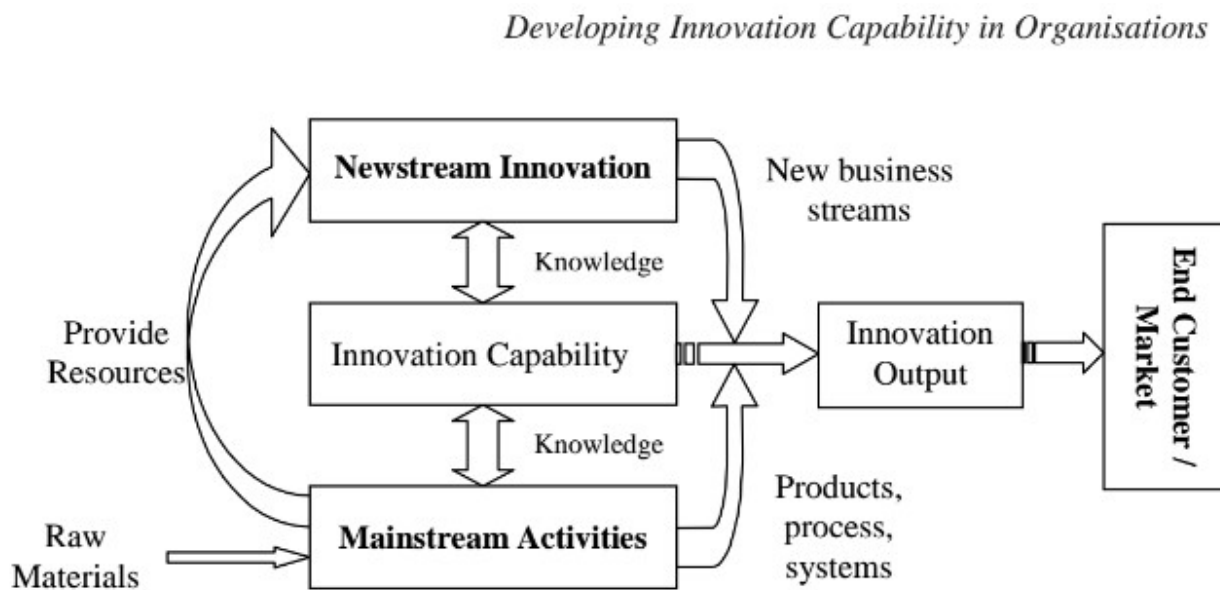 Developing Innovation Capability in Organisations
Newstream Innovation
New business
streams
Knowledge
Provide
Resources
Innovation Capability
Innovation
Output
End Customer /
Market
Knowledge
Mainstream Activities
Products,
process,
systems
Raw
Materials